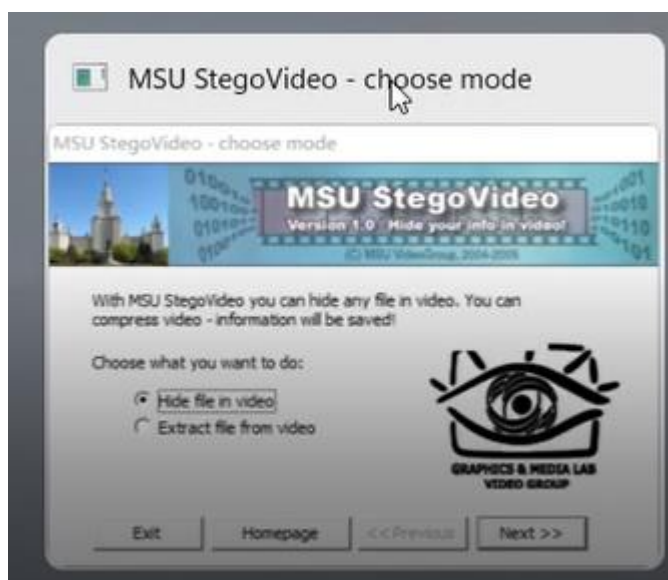 MSU StegoVideo - choose mode
MSU StegoVideo - choose mode
MSU StegoVideo
Version 1.0 Hide your info in video!
(C) MSU VideoGroup, 2004-2005
With MSU StegoVideo you can hide any file in video. You can
compress video - information will be saved!
Choose what you want to do:
Hide file in video
Extract file from video
GRAPHICS & MEDIA LAB
VIDEO GROUP
Exit
Homepage
<< Previous
Next >>